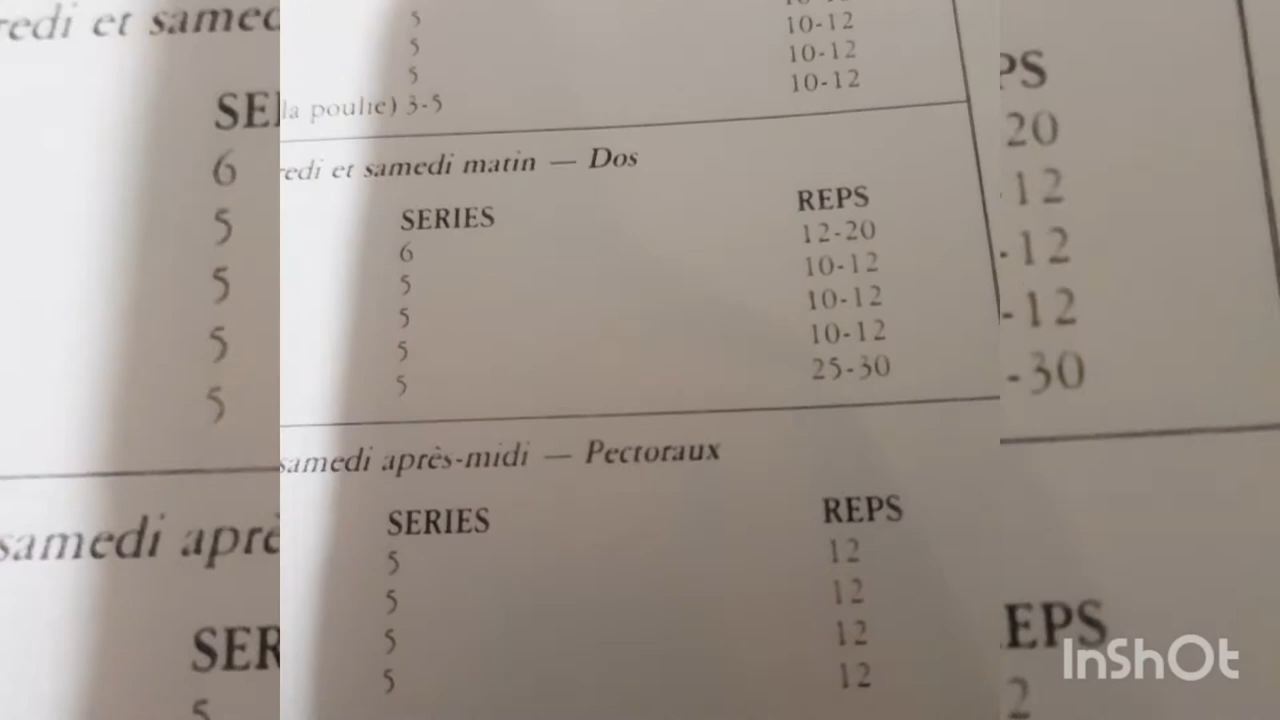 5 10-12
5 10-12
5 10-12
la poulie) 3-5
redi et samedi matin — Dos
SERIES REPS
6 12-20
5 10-12
5 10-12
5 10-12
5 25-30
samedi après-midi — Pectoraux
SERIES REPS
5 12
5 12
5 12
5 12
InShOt